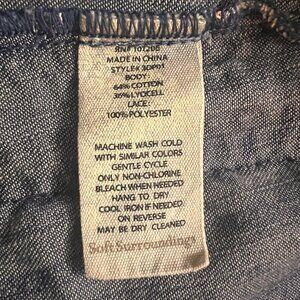 RN# 101206
MADE IN CHINA
BODY:
64% COTTON
36% LYOCELL
LACE:
100% POLYESTER
MACHINE WASH COLD
WITH SIMILAR COLORS
GENTLE CYCLE
ONLY NON-CHLORINE
BLEACH WHEN NEEDED
HANG TO DRY
COOL IRON IF NEEDED
ON REVERSE
MAY BE DRY CLEANED
Soft Surroundings